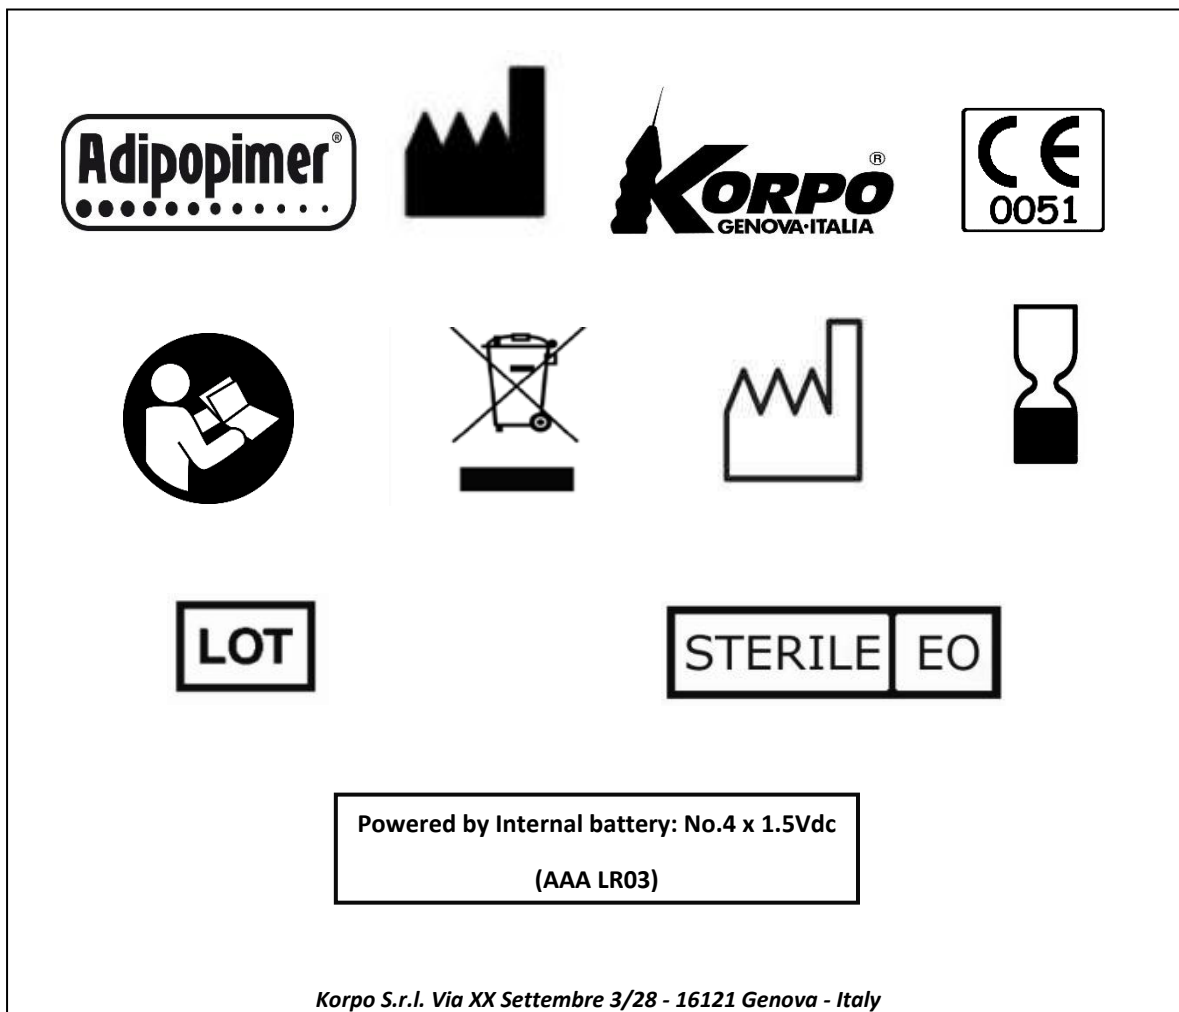 Adipopimer®
KORPO®
GENOVA·ITALIA
CE
0051
LOT
STERILE EO
Powered by Internal battery: No.4 x 1.5Vdc
(AAA LR03)
Korpo S.r.l. Via XX Settembre 3/28 - 16121 Genova - Italy